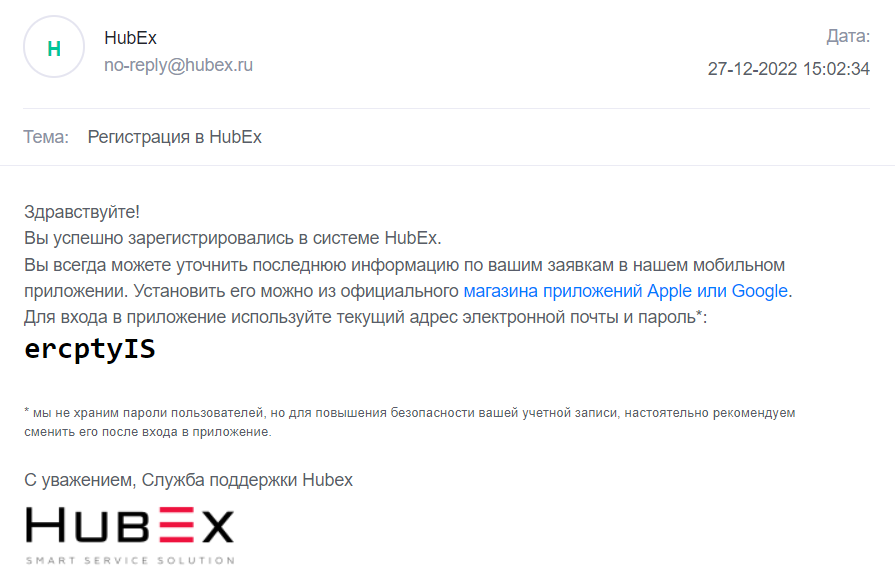 H
HubEx
no-reply@hubex.ru
Дата:
27-12-2022 15:02:34
Тема: Регистрация в HubEx
Здравствуйте!
Вы успешно зарегистрировались в системе HubEx.
Вы всегда можете уточнить последнюю информацию по вашим заявкам в нашем мобильном
приложении. Установить его можно из официального магазина приложений Apple или Google.
Для входа в приложение используйте текущий адрес электронной почты и пароль*:
ercptyIS
* мы не храним пароли пользователей, но для повышения безопасности вашей учетной записи, настоятельно рекомендуем
сменить его после входа в приложение.
С уважением, Служба поддержки Hubex
HUBEX
SMART SERVICE SOLUTION